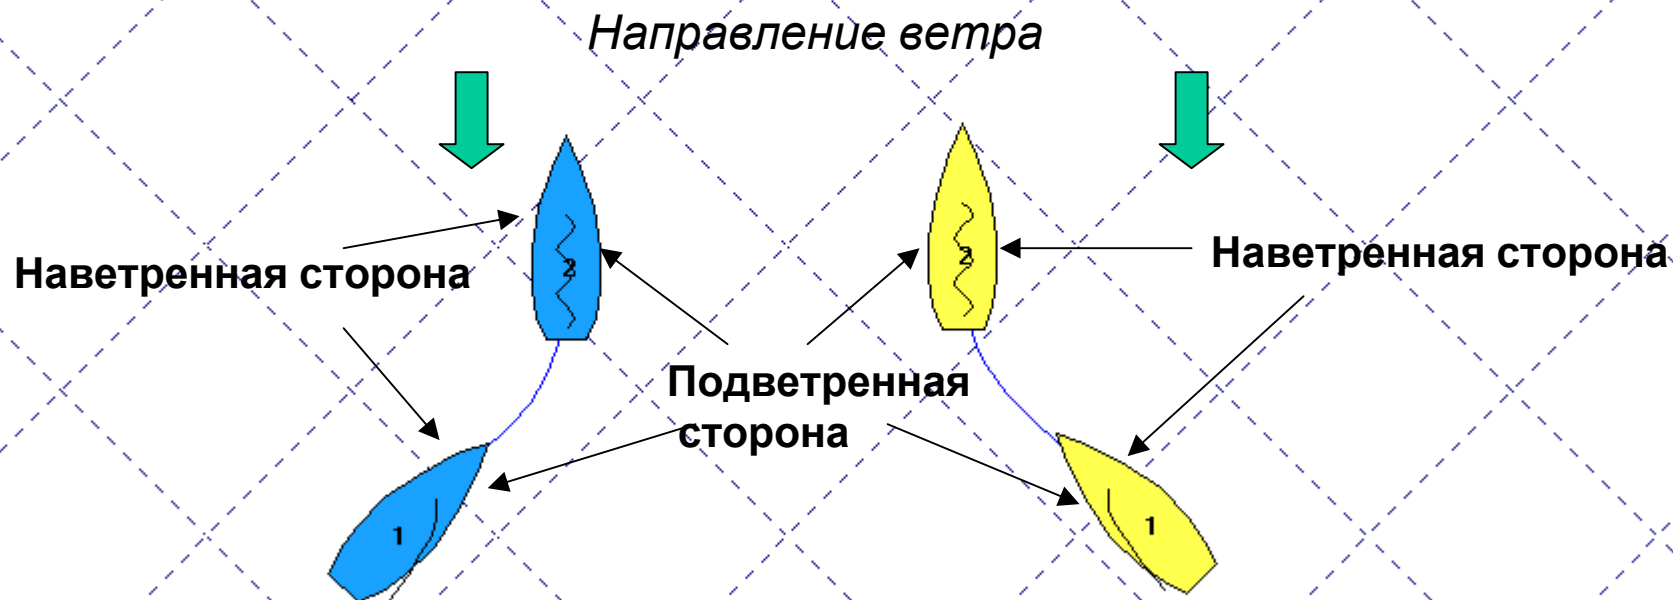 Направление ветра
Наветренная сторона
Наветренная сторона
2
2
Подветренная
сторона
1
1